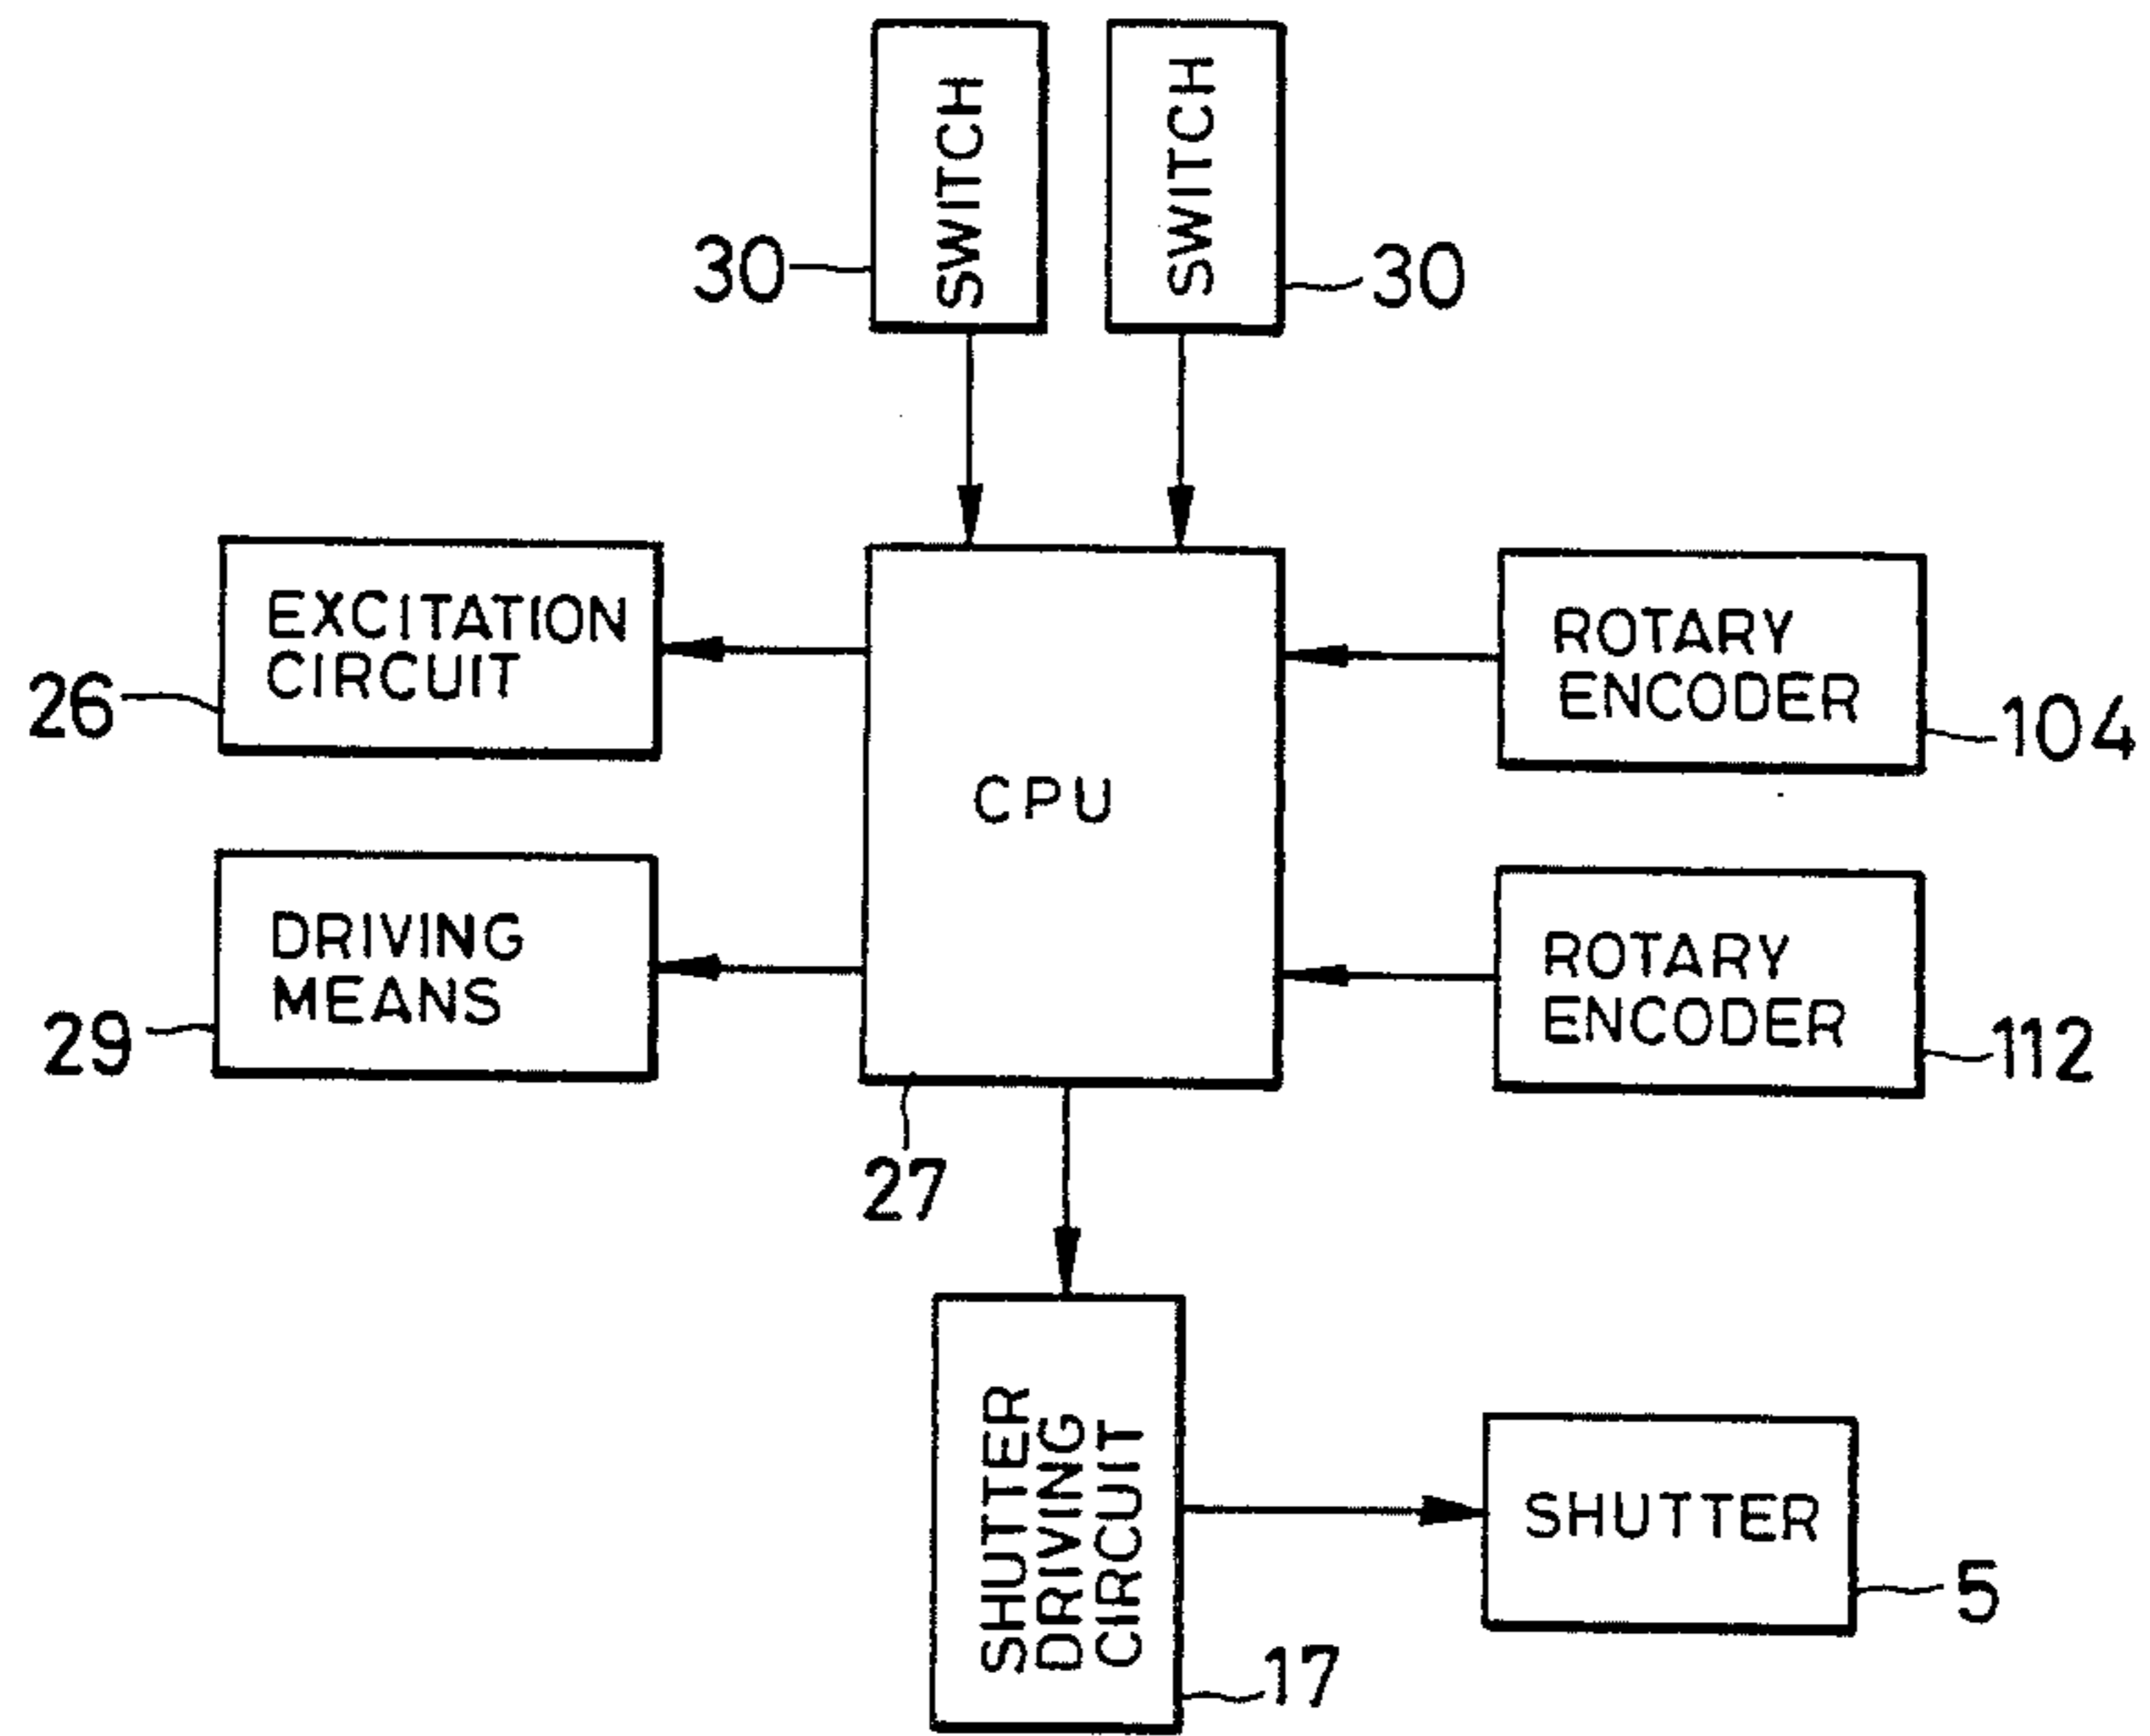 SWITCH
SWITCH
30
30
EXCITATION
CIRCUIT
26
CPU
27
ROTARY
ENCODER
104
DRIVING
MEANS
29
ROTARY
ENCODER
112
SHUTTER
DRIVING
CIRCUIT
17
SHUTTER
5